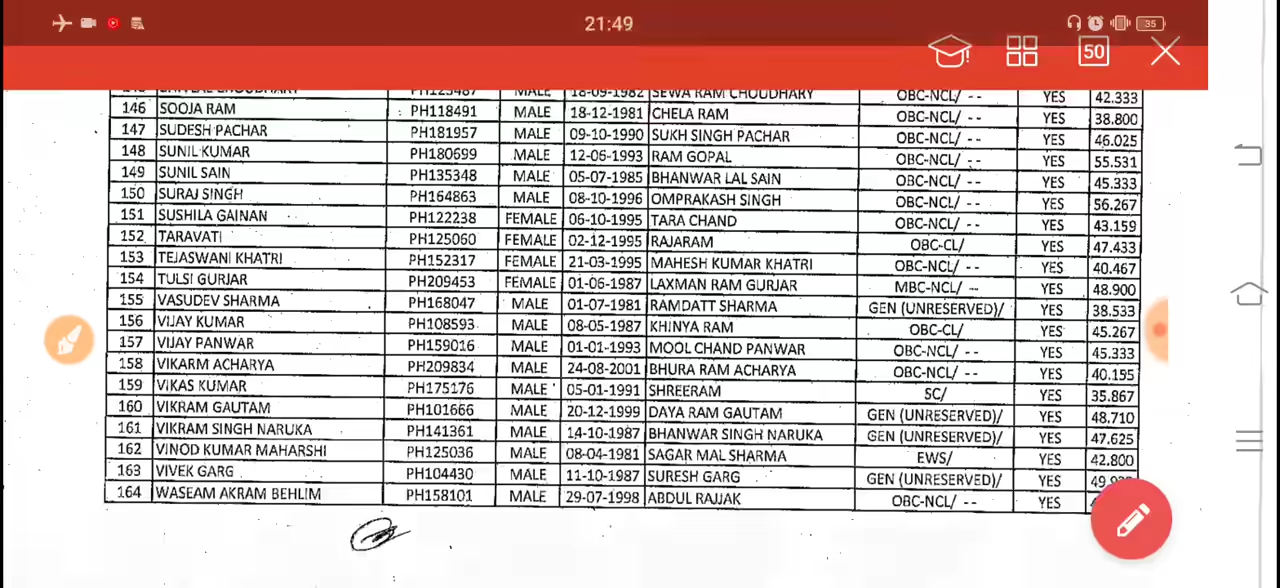 21:49
35
50
PH123487 MALE 18-09-1982 SEWA RAM CHOUDHARY OBC-NCL/ -- YES 42.333
146 SOOJA RAM PH118491 MALE 18-12-1981 CHELA RAM OBC-NCL/ -- YES 38.800
147 SUDESH PACHAR PH181957 MALE 09-10-1990 SUKH SINGH PACHAR OBC-NCL/ -- YES 46.025
148 SUNIL KUMAR PH180699 MALE 12-06-1993 RAM GOPAL OBC-NCL/ -- YES 55.531
149 SUNIL SAIN PH135348 MALE 05-07-1985 BHANWAR LAL SAIN OBC-NCL/ -- YES 45.333
150 SURAJ SINGH PH164863 MALE 08-10-1996 OMPRAKASH SINGH OBC-NCL/ -- YES 56.267
151 SUSHILA GAINAN PH122238 FEMALE 06-10-1995 TARA CHAND OBC-NCL/ -- YES 43.159
152 TARAVATI PH125060 FEMALE 02-12-1995 RAJARAM OBC-CL/ YES 47.433
153 TEJASWANI KHATRI PH152317 FEMALE 21-03-1995 MAHESH KUMAR KHATRI OBC-NCL/ -- YES 40.467
154 TULSI GURJAR PH209453 FEMALE 01-06-1987 LAXMAN RAM GURJAR MBC-NCL/ -- YES 48.900
155 VASUDEV SHARMA PH168047 MALE 01-07-1981 RAMDATT SHARMA GEN (UNRESERVED)/ YES 38.533
156 VIJAY KUMAR PH108593 MALE 08-05-1987 KHINYA RAM OBC-CL/ YES 45.267
157 VIJAY PANWAR PH159016 MALE 01-01-1993 MOOL CHAND PANWAR OBC-NCL/ -- YES 45.333
158 VIKARM ACHARYA PH209834 MALE 24-08-2001 BHURA RAM ACHARYA OBC-NCL/ -- YES 40.195
159 VIKAS KUMAR PH175176 MALE 05-01-1991 SHREERAM SC/ YES 35.867
160 VIKRAM GAUTAM PH101666 MALE 20-12-1999 DAYA RAM GAUTAM GEN (UNRESERVED)/ YES 48.710
161 VIKRAM SINGH NARUKA PH141361 MALE 14-10-1987 BHANWAR SINGH NARUKA GEN (UNRESERVED)/ YES 47.625
162 VINOD KUMAR MAHARSHI PH125036 MALE 08-04-1981 SAGAR MAL SHARMA EWS/ YES 42.800
163 VIVEK GARG PH104430 MALE 11-10-1987 SURESH GARG GEN (UNRESERVED)/ YES
164 WASEAM AKRAM BEHLIM PH158101 MALE 29-07-1998 ABDUL RAJJAK OBC-NCL/ -- YES